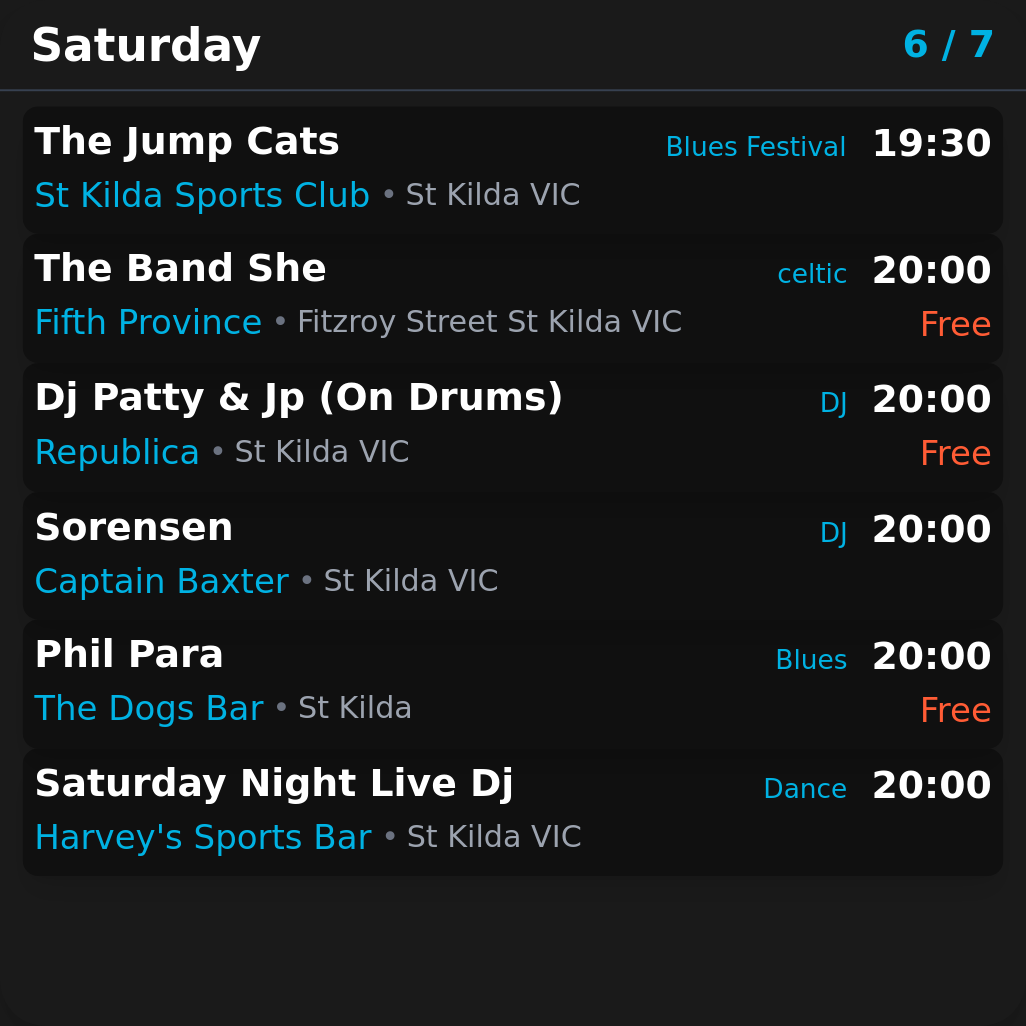 Saturday 6 / 7
The Jump Cats Blues Festival 19:30
St Kilda Sports Club • St Kilda VIC
The Band She celtic 20:00
Fifth Province • Fitzroy Street St Kilda VIC Free
Dj Patty & Jp (On Drums) DJ 20:00
Republica • St Kilda VIC Free
Sorensen DJ 20:00
Captain Baxter • St Kilda VIC
Phil Para Blues 20:00
The Dogs Bar • St Kilda Free
Saturday Night Live Dj Dance 20:00
Harvey's Sports Bar • St Kilda VIC